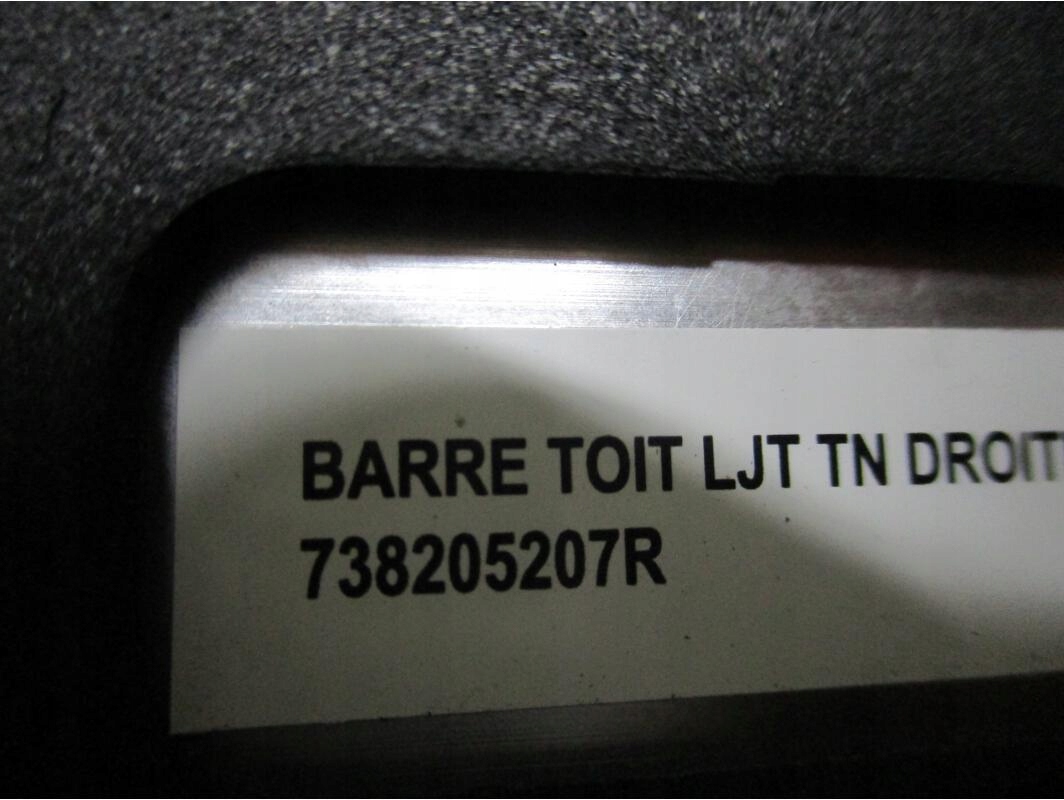 BARRE TOIT LJT TN DROIT
738205207R